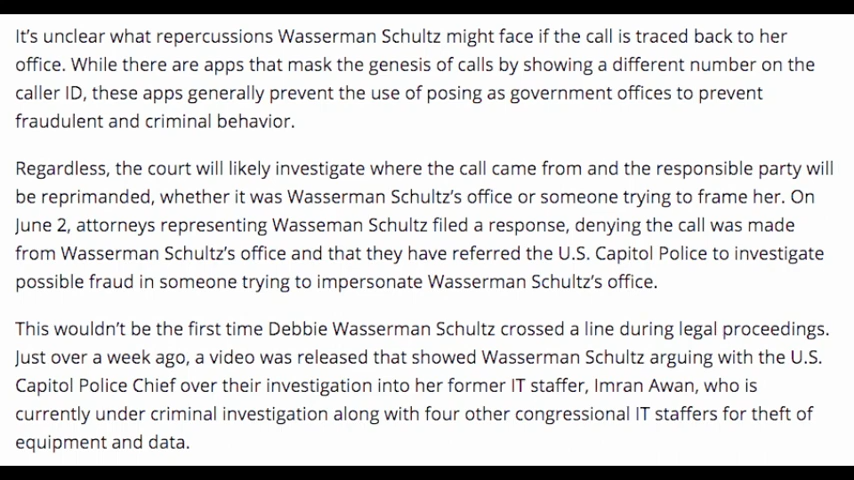 It’s unclear what repercussions Wasserman Schultz might face if the call is traced back to her
office. While there are apps that mask the genesis of calls by showing a different number on the
caller ID, these apps generally prevent the use of posing as government offices to prevent
fraudulent and criminal behavior.
Regardless, the court will likely investigate where the call came from and the responsible party will
be reprimanded, whether it was Wasserman Schultz’s office or someone trying to frame her. On
June 2, attorneys representing Wasseman Schultz filed a response, denying the call was made
from Wasserman Schultz’s office and that they have referred the U.S. Capitol Police to investigate
possible fraud in someone trying to impersonate Wasserman Schultz’s office.
This wouldn’t be the first time Debbie Wasserman Schultz crossed a line during legal proceedings.
Just over a week ago, a video was released that showed Wasserman Schultz arguing with the U.S.
Capitol Police Chief over their investigation into her former IT staffer, Imran Awan, who is
currently under criminal investigation along with four other congressional IT staffers for theft of
equipment and data.